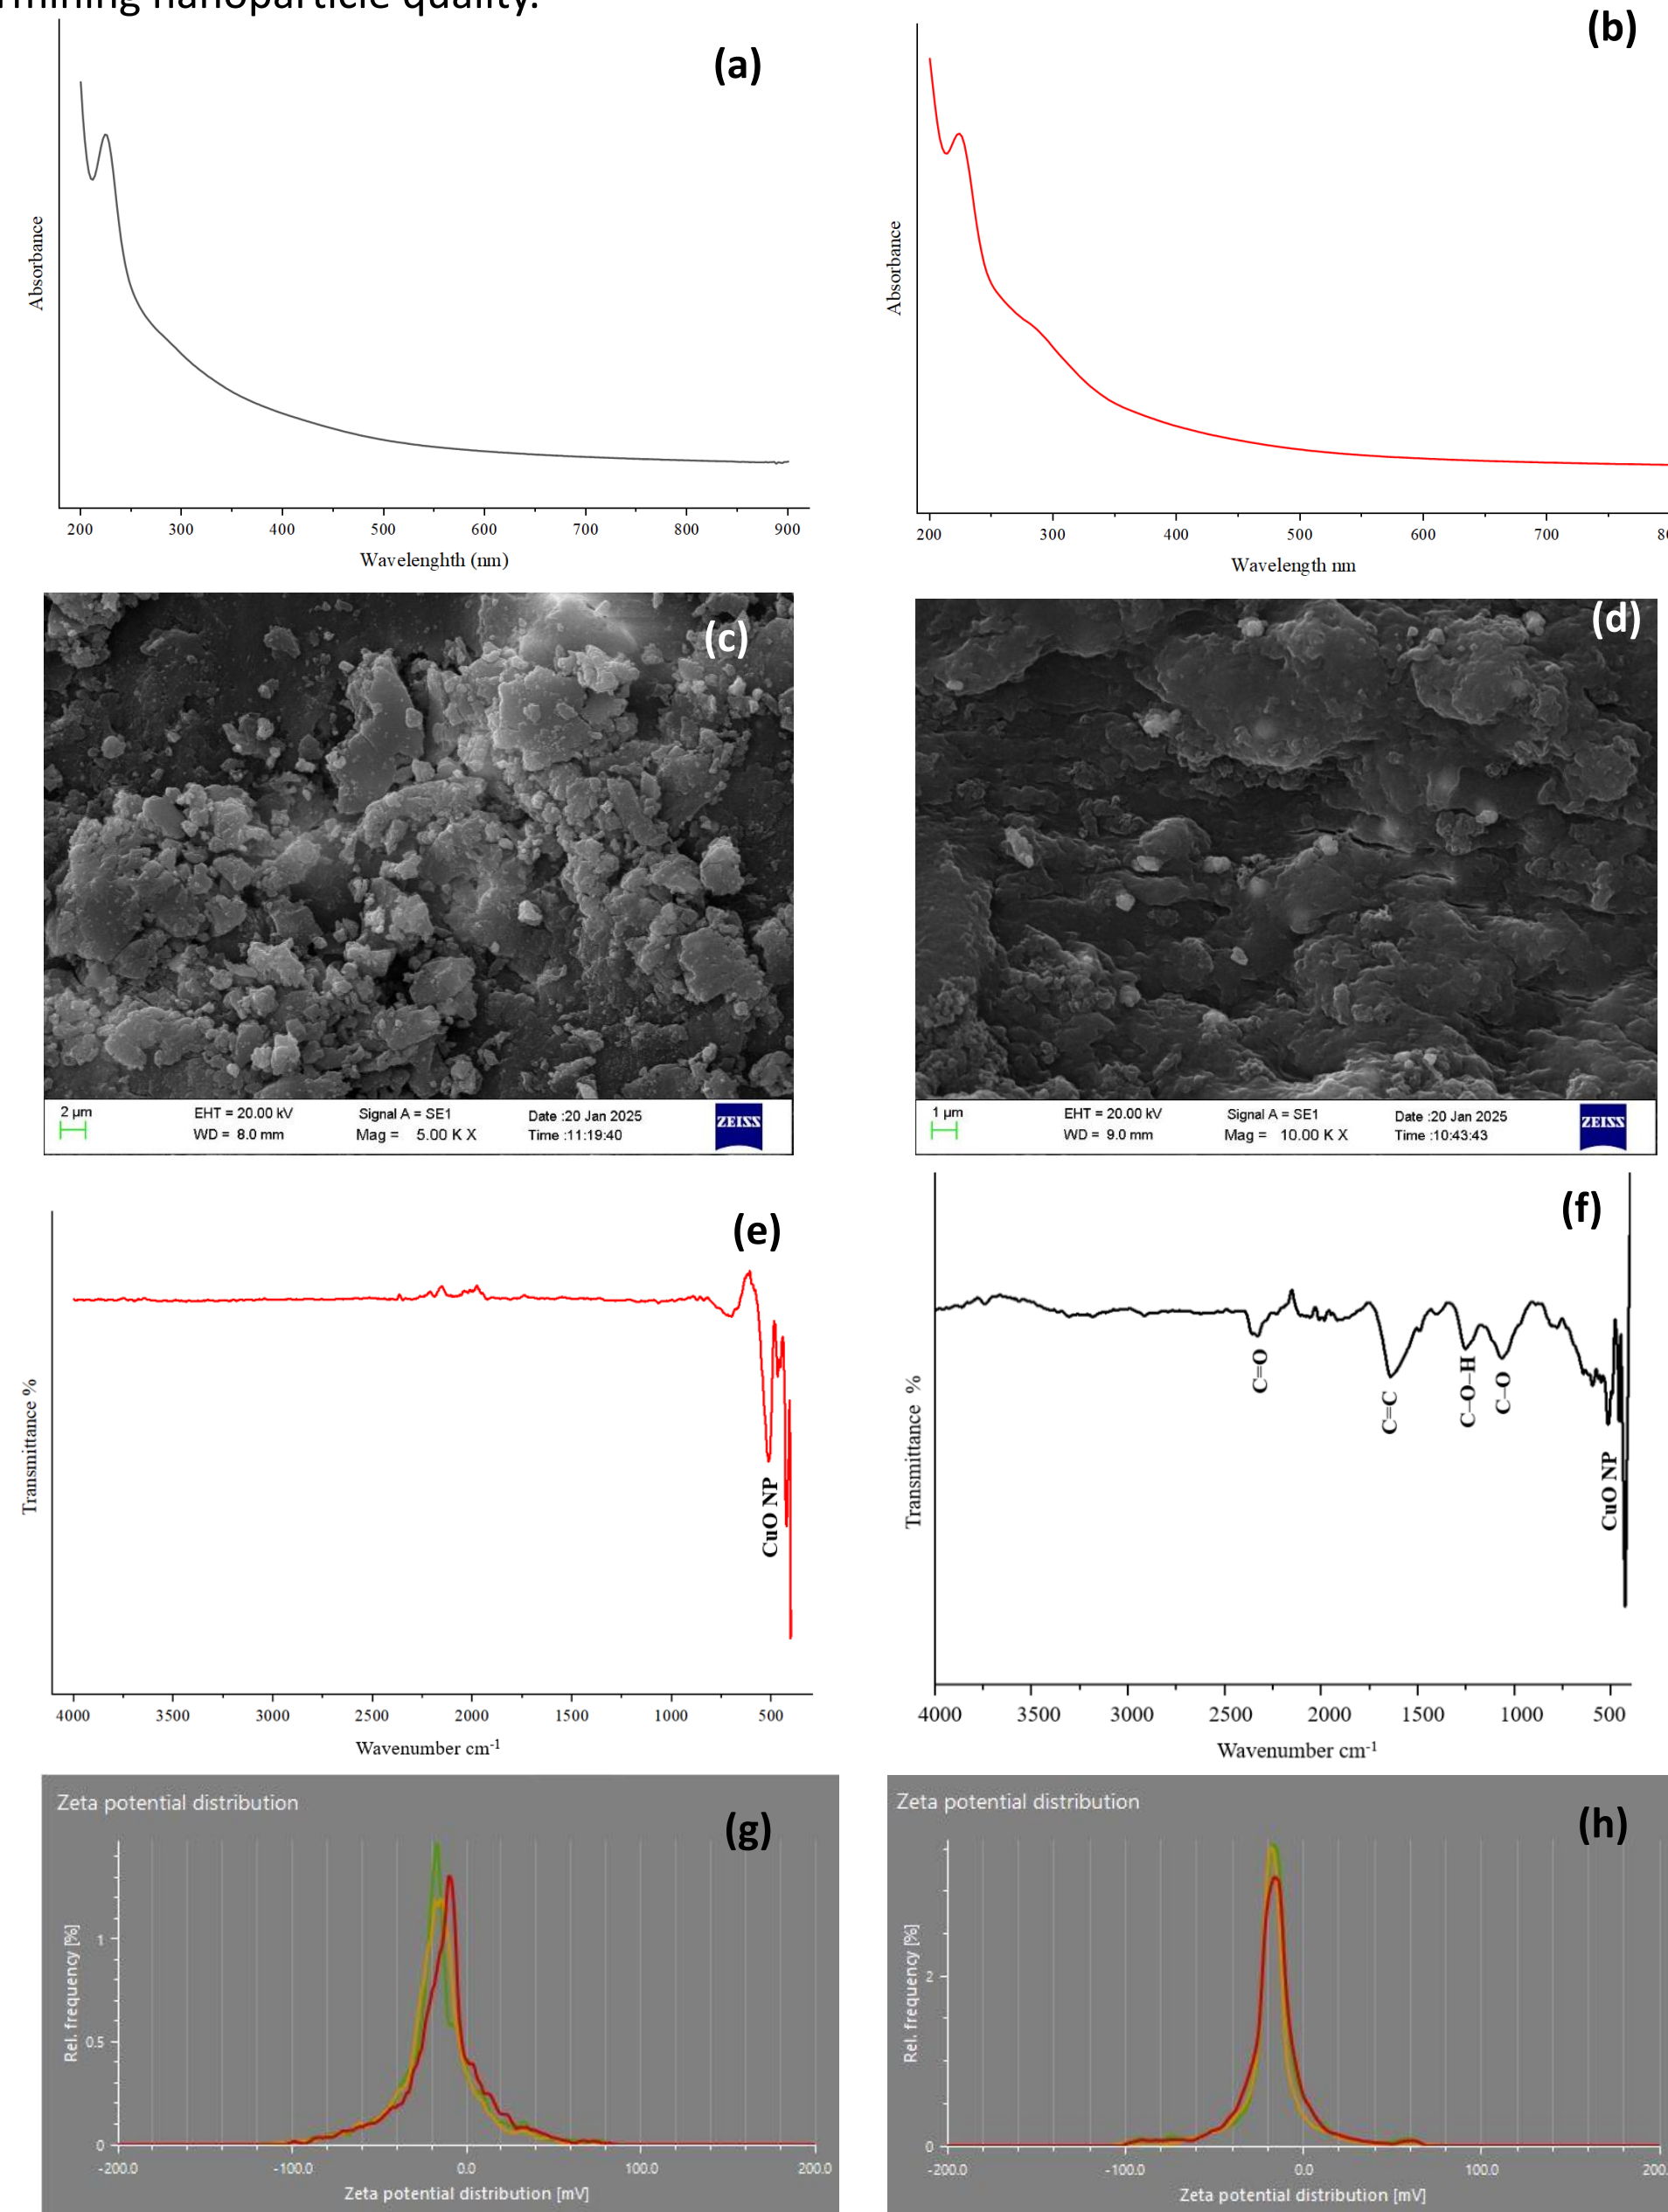 rmining nanoparticle quality.
(a)
Absorbance
200 300 400 500 600 700 800 900
Wavelenghth (nm)
(b)
Absorbance
200 300 400 500 600 700
Wavelength nm
(c)
2 µm
EHT = 20.00 kV
WD = 8.0 mm
Signal A = SE1
Mag = 5.00 K X
Date :20 Jan 2025
Time :11:19:40
ZEISS
(d)
1 µm
EHT = 20.00 kV
WD = 9.0 mm
Signal A = SE1
Mag = 10.00 K X
Date :20 Jan 2025
Time :10:43:43
ZEISS
(e)
Transmittance %
CuO NP
4000 3500 3000 2500 2000 1500 1000 500
Wavenumber cm-1
(f)
Transmittance %
C=O
C=C
C–O–H
C–O
CuO NP
4000 3500 3000 2500 2000 1500 1000 500
Wavenumber cm-1
Zeta potential distribution
(g)
Rel. frequency [%]
1
0.5
0
-200.0 -100.0 0.0 100.0 200.0
Zeta potential distribution [mV]
Zeta potential distribution
(h)
Rel. frequency [%]
2
0
-200.0 -100.0 0.0 100.0 200.
Zeta potential distribution [mV]